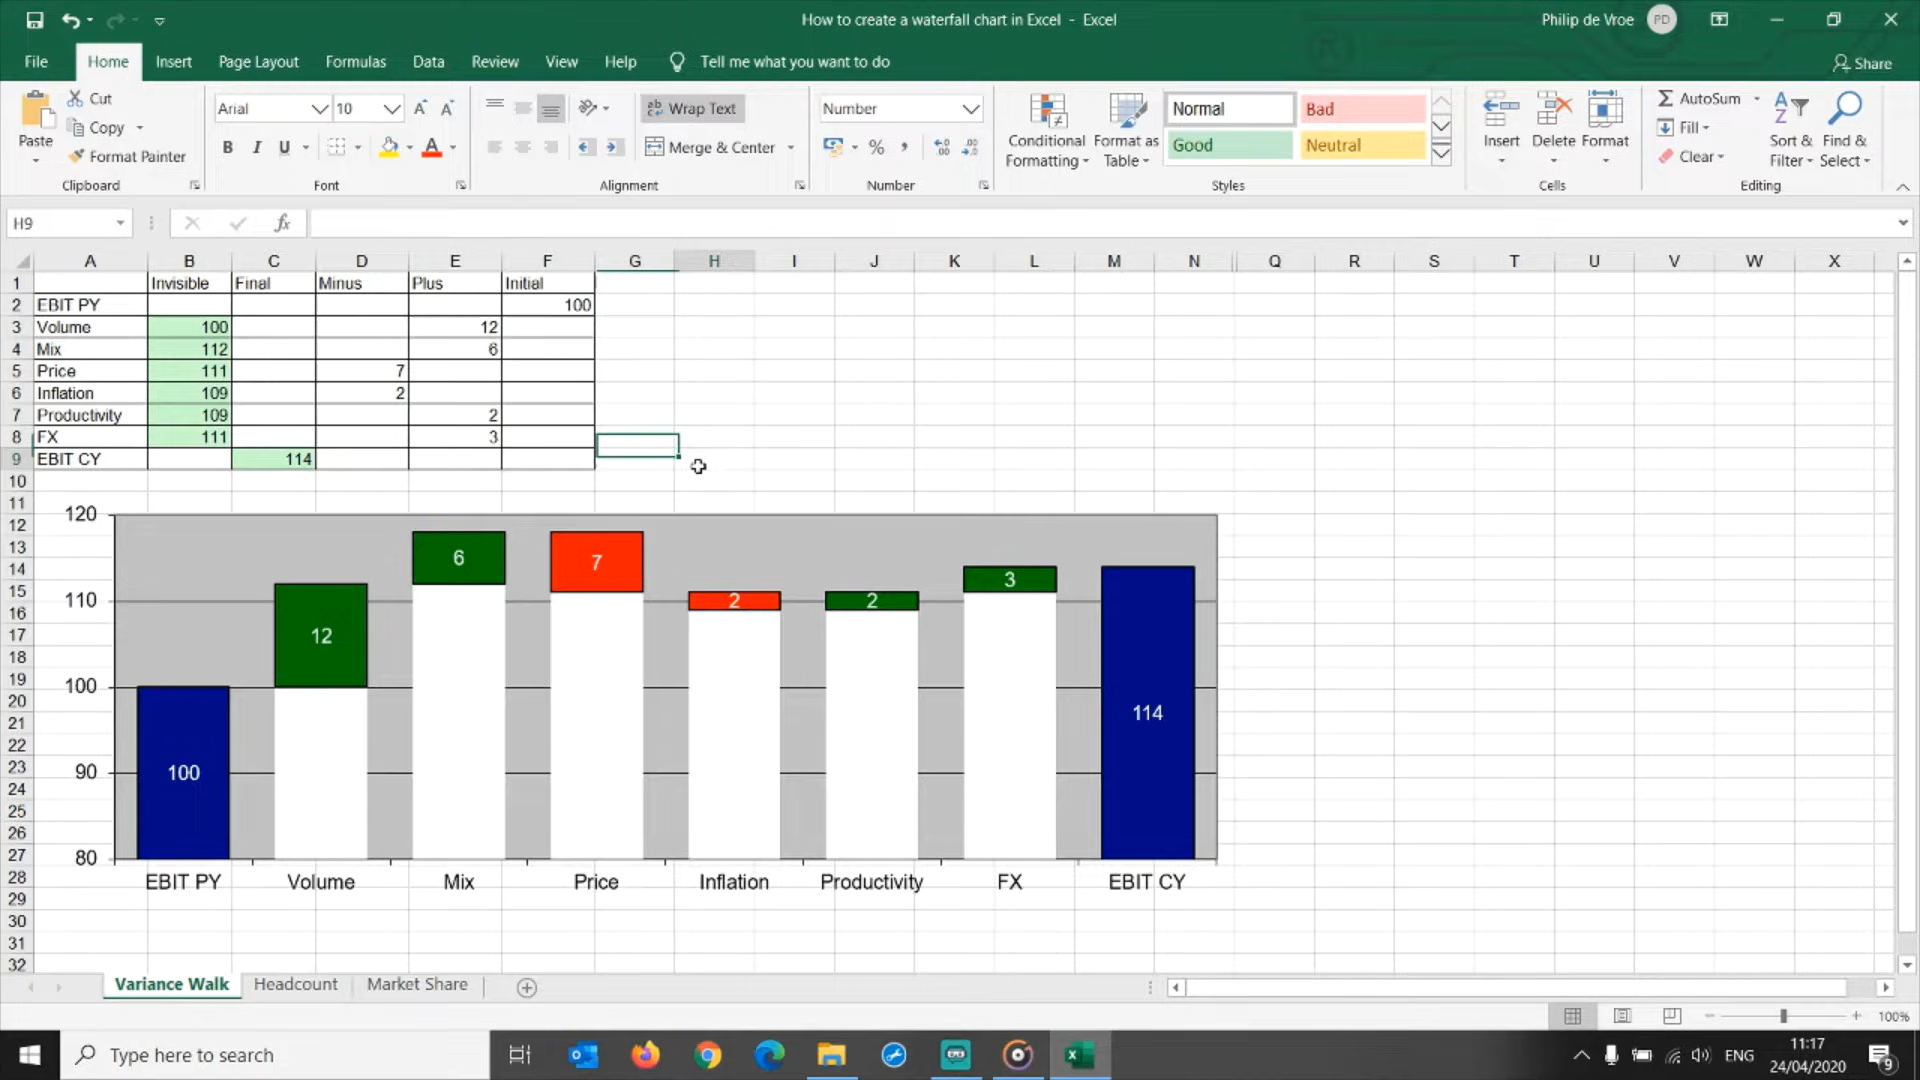 How to create a waterfall chart in Excel - Excel
Philip de Vroe PD
File Home Insert Page Layout Formulas Data Review View Help Tell me what you want to do Share
Paste
Cut
Copy
Format Painter
Clipboard
Arial 10
B I U A
Font
ab Wrap Text
Merge & Center
Alignment
Number
%
Number
Conditional Formatting
Format as Table
Normal Bad
Good Neutral
Styles
Insert Delete Format
Cells
AutoSum
Fill
Clear
Sort & Filter
Find & Select
Editing
H9 fx
A B C D E F G H I J K L M N Q R S T U V W X
1 Invisible Final Minus Plus Initial
2 EBIT PY 100
3 Volume 100 12
4 Mix 112 6
5 Price 111 7
6 Inflation 109 2
7 Productivity 109 2
8 FX 111 3
9 EBIT CY 114
10
11
12
13
14
15
16
17
18
19
20
21
22
23
24
25
26
27
28
29
30
31
32
120
110
100
90
80
100 12 6 7 2 2 3 114
EBIT PY Volume Mix Price Inflation Productivity FX EBIT CY
Variance Walk Headcount Market Share
100%
Type here to search
ENG
11:17
24/04/2020
9